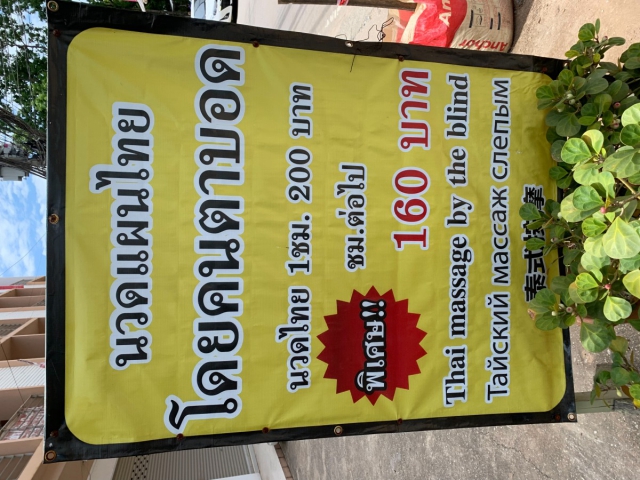 นวดแผนไทย
โดยคนตาบอด
นวดไทย 1ชม. 200 บาท
ชม.ต่อไป
พิเศษ!!
160 บาท
Thai massage by the blind
Тайский массаж слепым
泰式按摩
Anchor